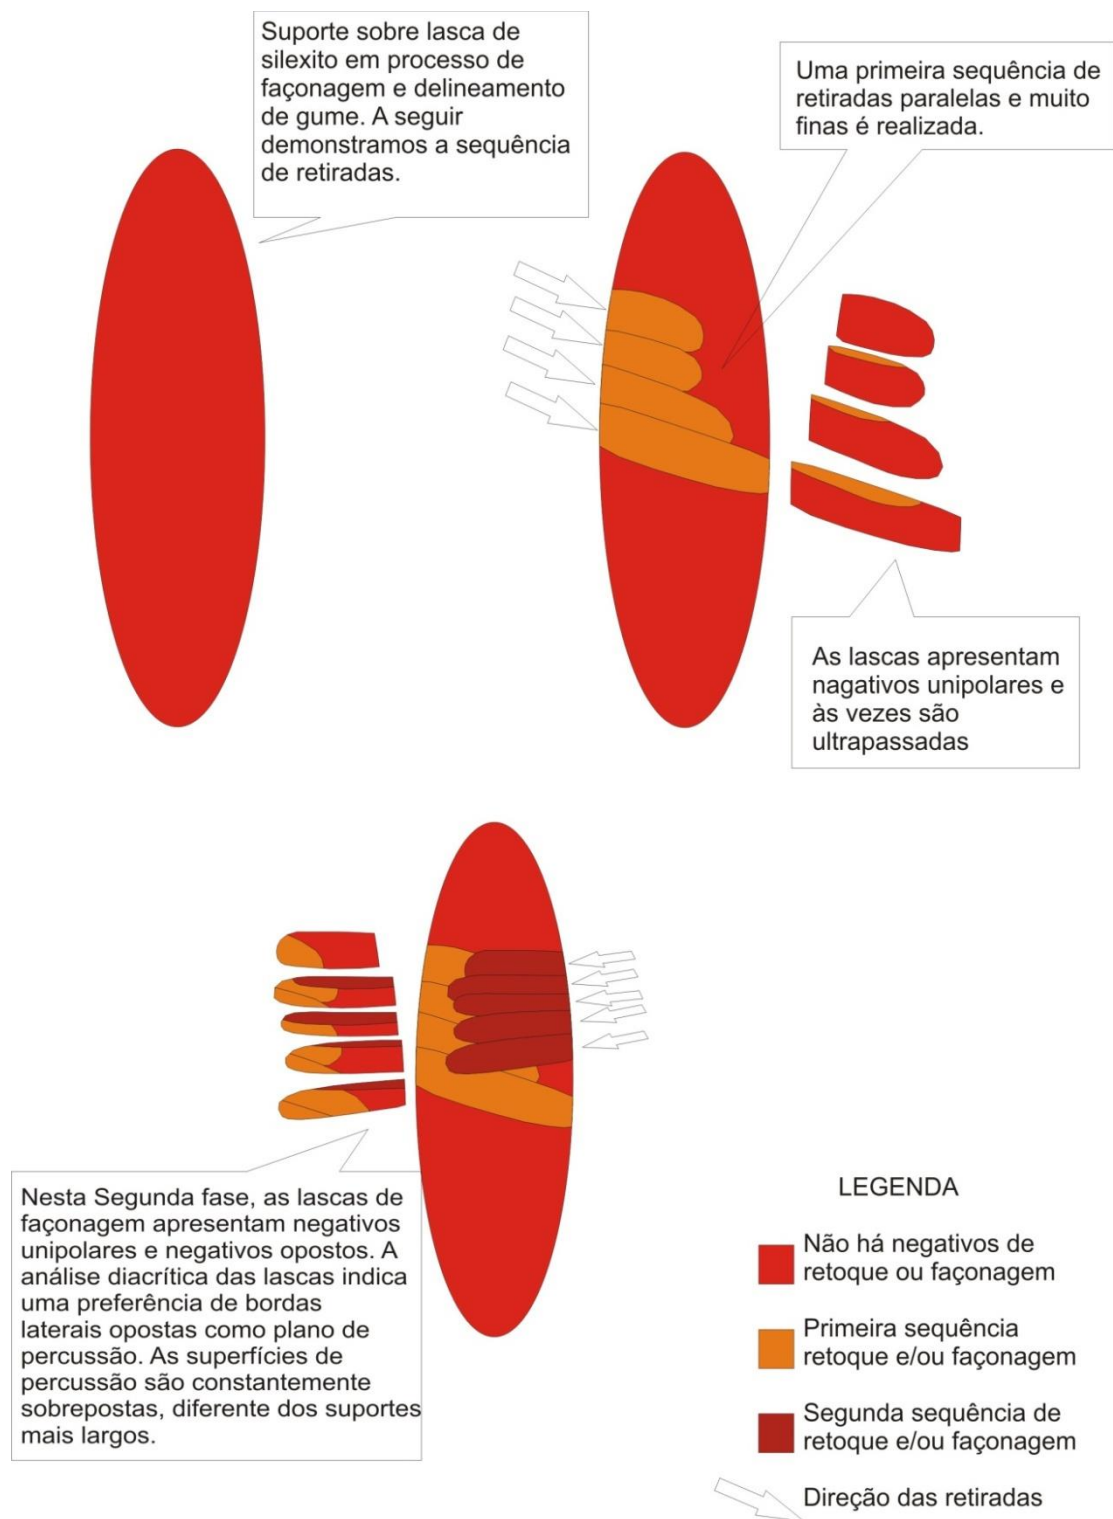 Suporte sobre lasca de
silexito em processo de
façonagem e delineamento
de gume. A seguir
demonstramos a sequência
de retiradas.
Uma primeira sequência de
retiradas paralelas e muito
finas é realizada.
As lascas apresentam
nagativos unipolares e
às vezes são
ultrapassadas
Nesta Segunda fase, as lascas de
façonagem apresentam negativos
unipolares e negativos opostos. A
análise diacrítica das lascas indica
uma preferência de bordas
laterais opostas como plano de
percussão. As superfícies de
percussão são constantemente
sobrepostas, diferente dos suportes
mais largos.
LEGENDA
Não há negativos de
retoque ou façonagem
Primeira sequência
retoque e/ou façonagem
Segunda sequência de
retoque e/ou façonagem
Direção das retiradas